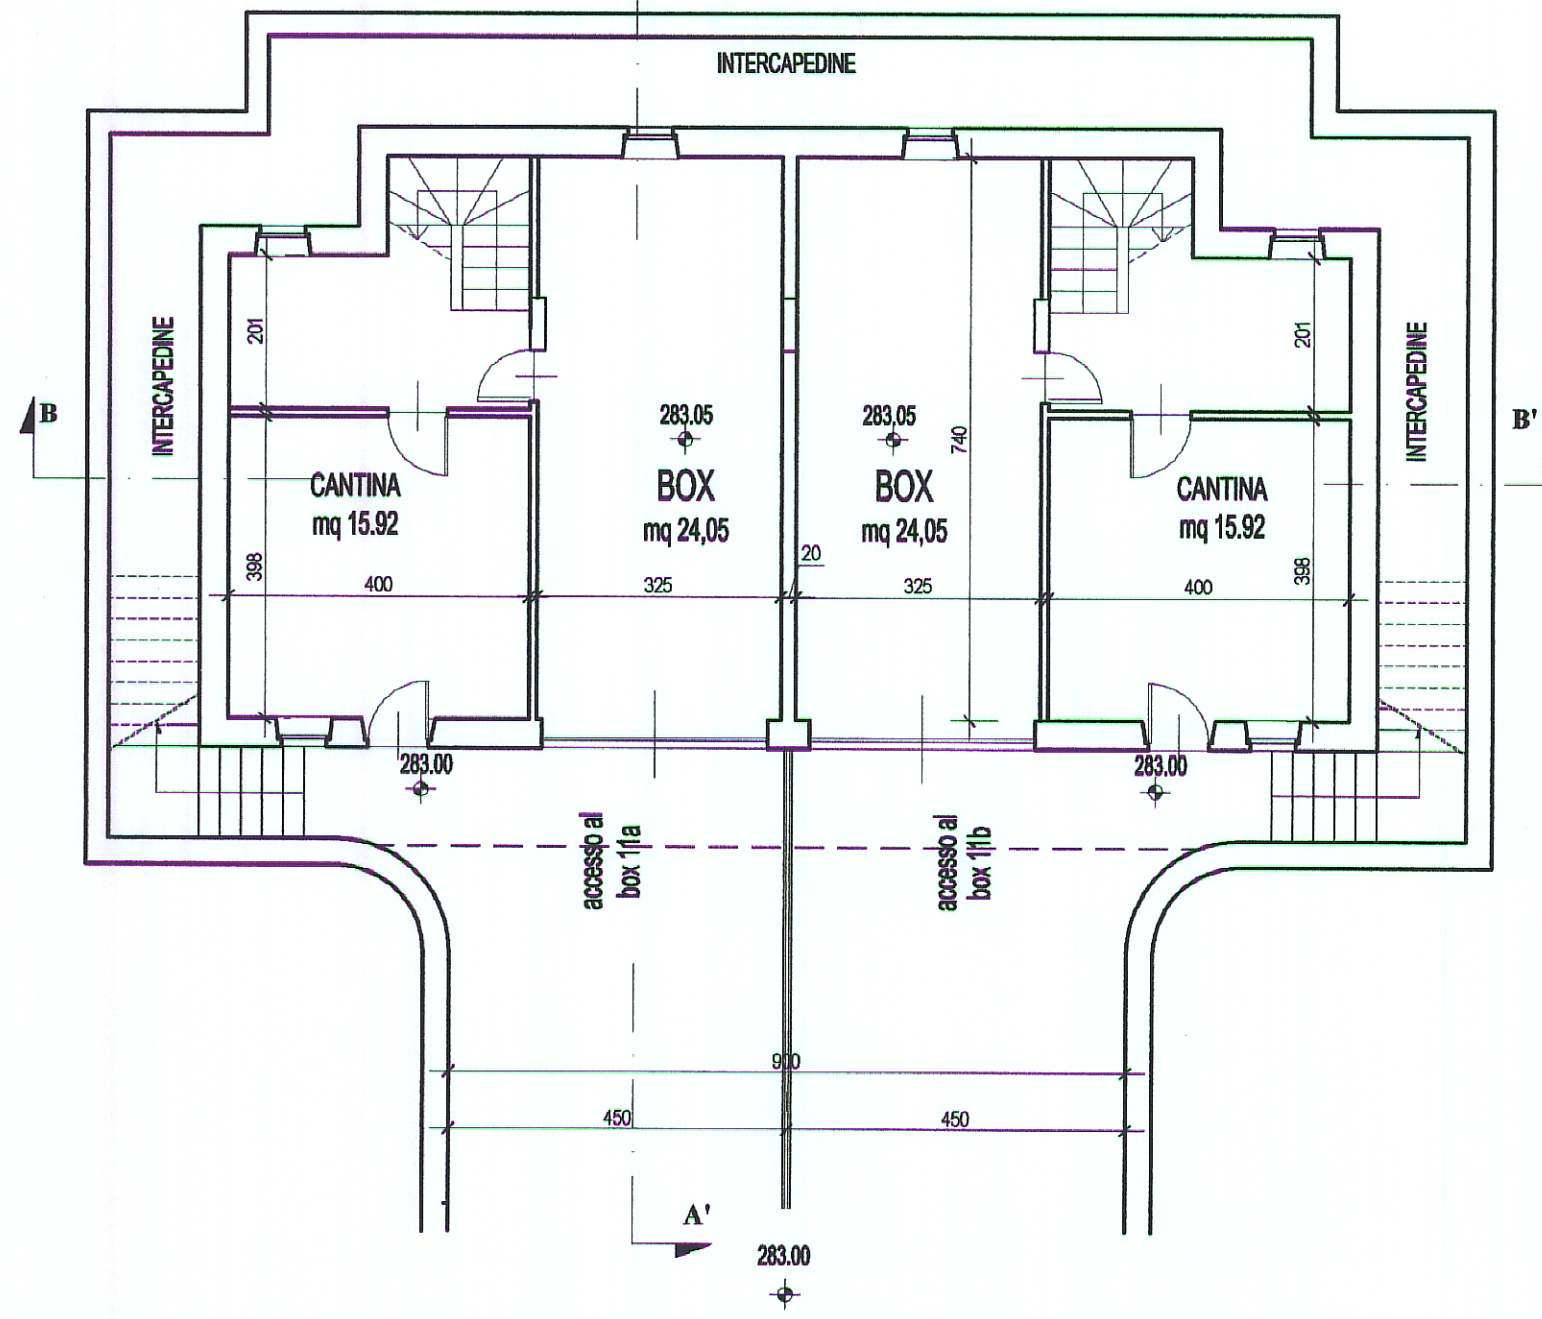 INTERCAPEDINE
INTERCAPEDINE
INTERCAPEDINE
201
201
B
B'
283.05
283.05
740
CANTINA
mq 15.92
BOX
mq 24,05
BOX
mq 24,05
CANTINA
mq 15.92
20
398
398
400
325
325
400
283.00
283.00
accesso al
box 11a
accesso al
box 11b
900
450
450
A'
283.00